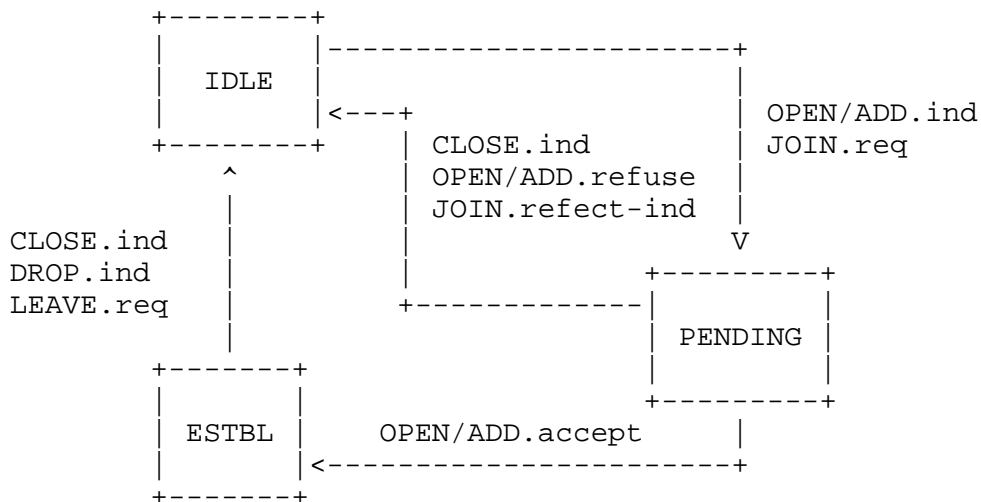 IDLE
OPEN/ADD.ind
CLOSE.ind JOIN.req
OPEN/ADD.refuse
JOIN.refect-ind
CLOSE.ind V
DROP.ind
LEAVE.req
PENDING
ESTBL OPEN/ADD.accept